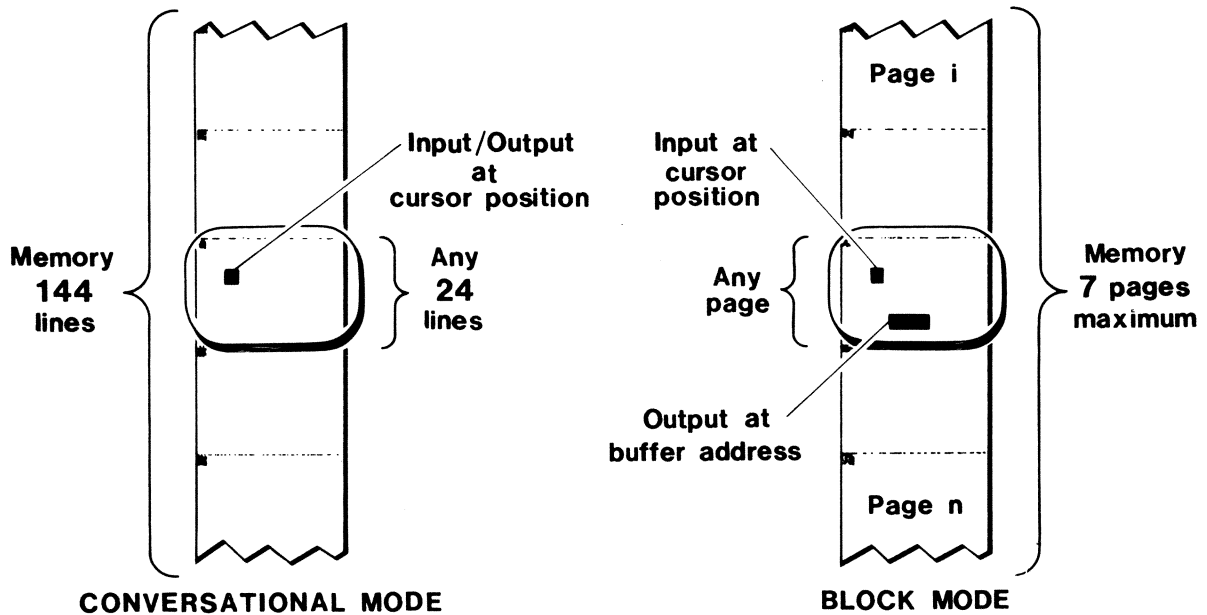 Input/Output
at
cursor position
Memory
144
lines
Any
24
lines
CONVERSATIONAL MODE
Page i
Input at
cursor
position
Any
page
Memory
7 pages
maximum
Output at
buffer address
Page n
BLOCK MODE